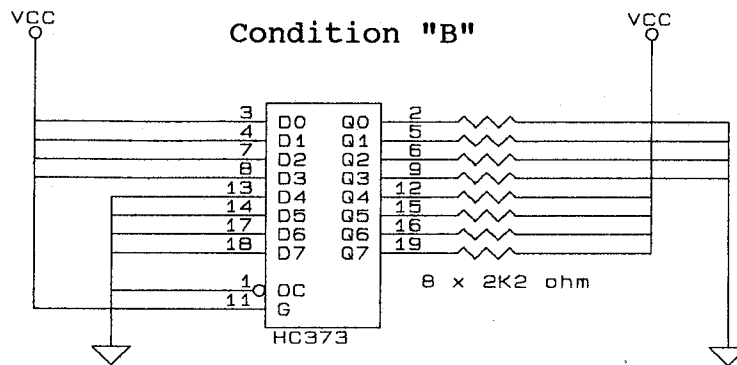 VCC
Condition "B"
VCC
3 D0 Q0 2
4 D1 Q1 5
7 D2 Q2 6
8 D3 Q3 9
13 D4 Q4 12
14 D5 Q5 15
17 D6 Q6 16
18 D7 Q7 19
8 x 2K2 ohm
1 OC
11 G
HC373